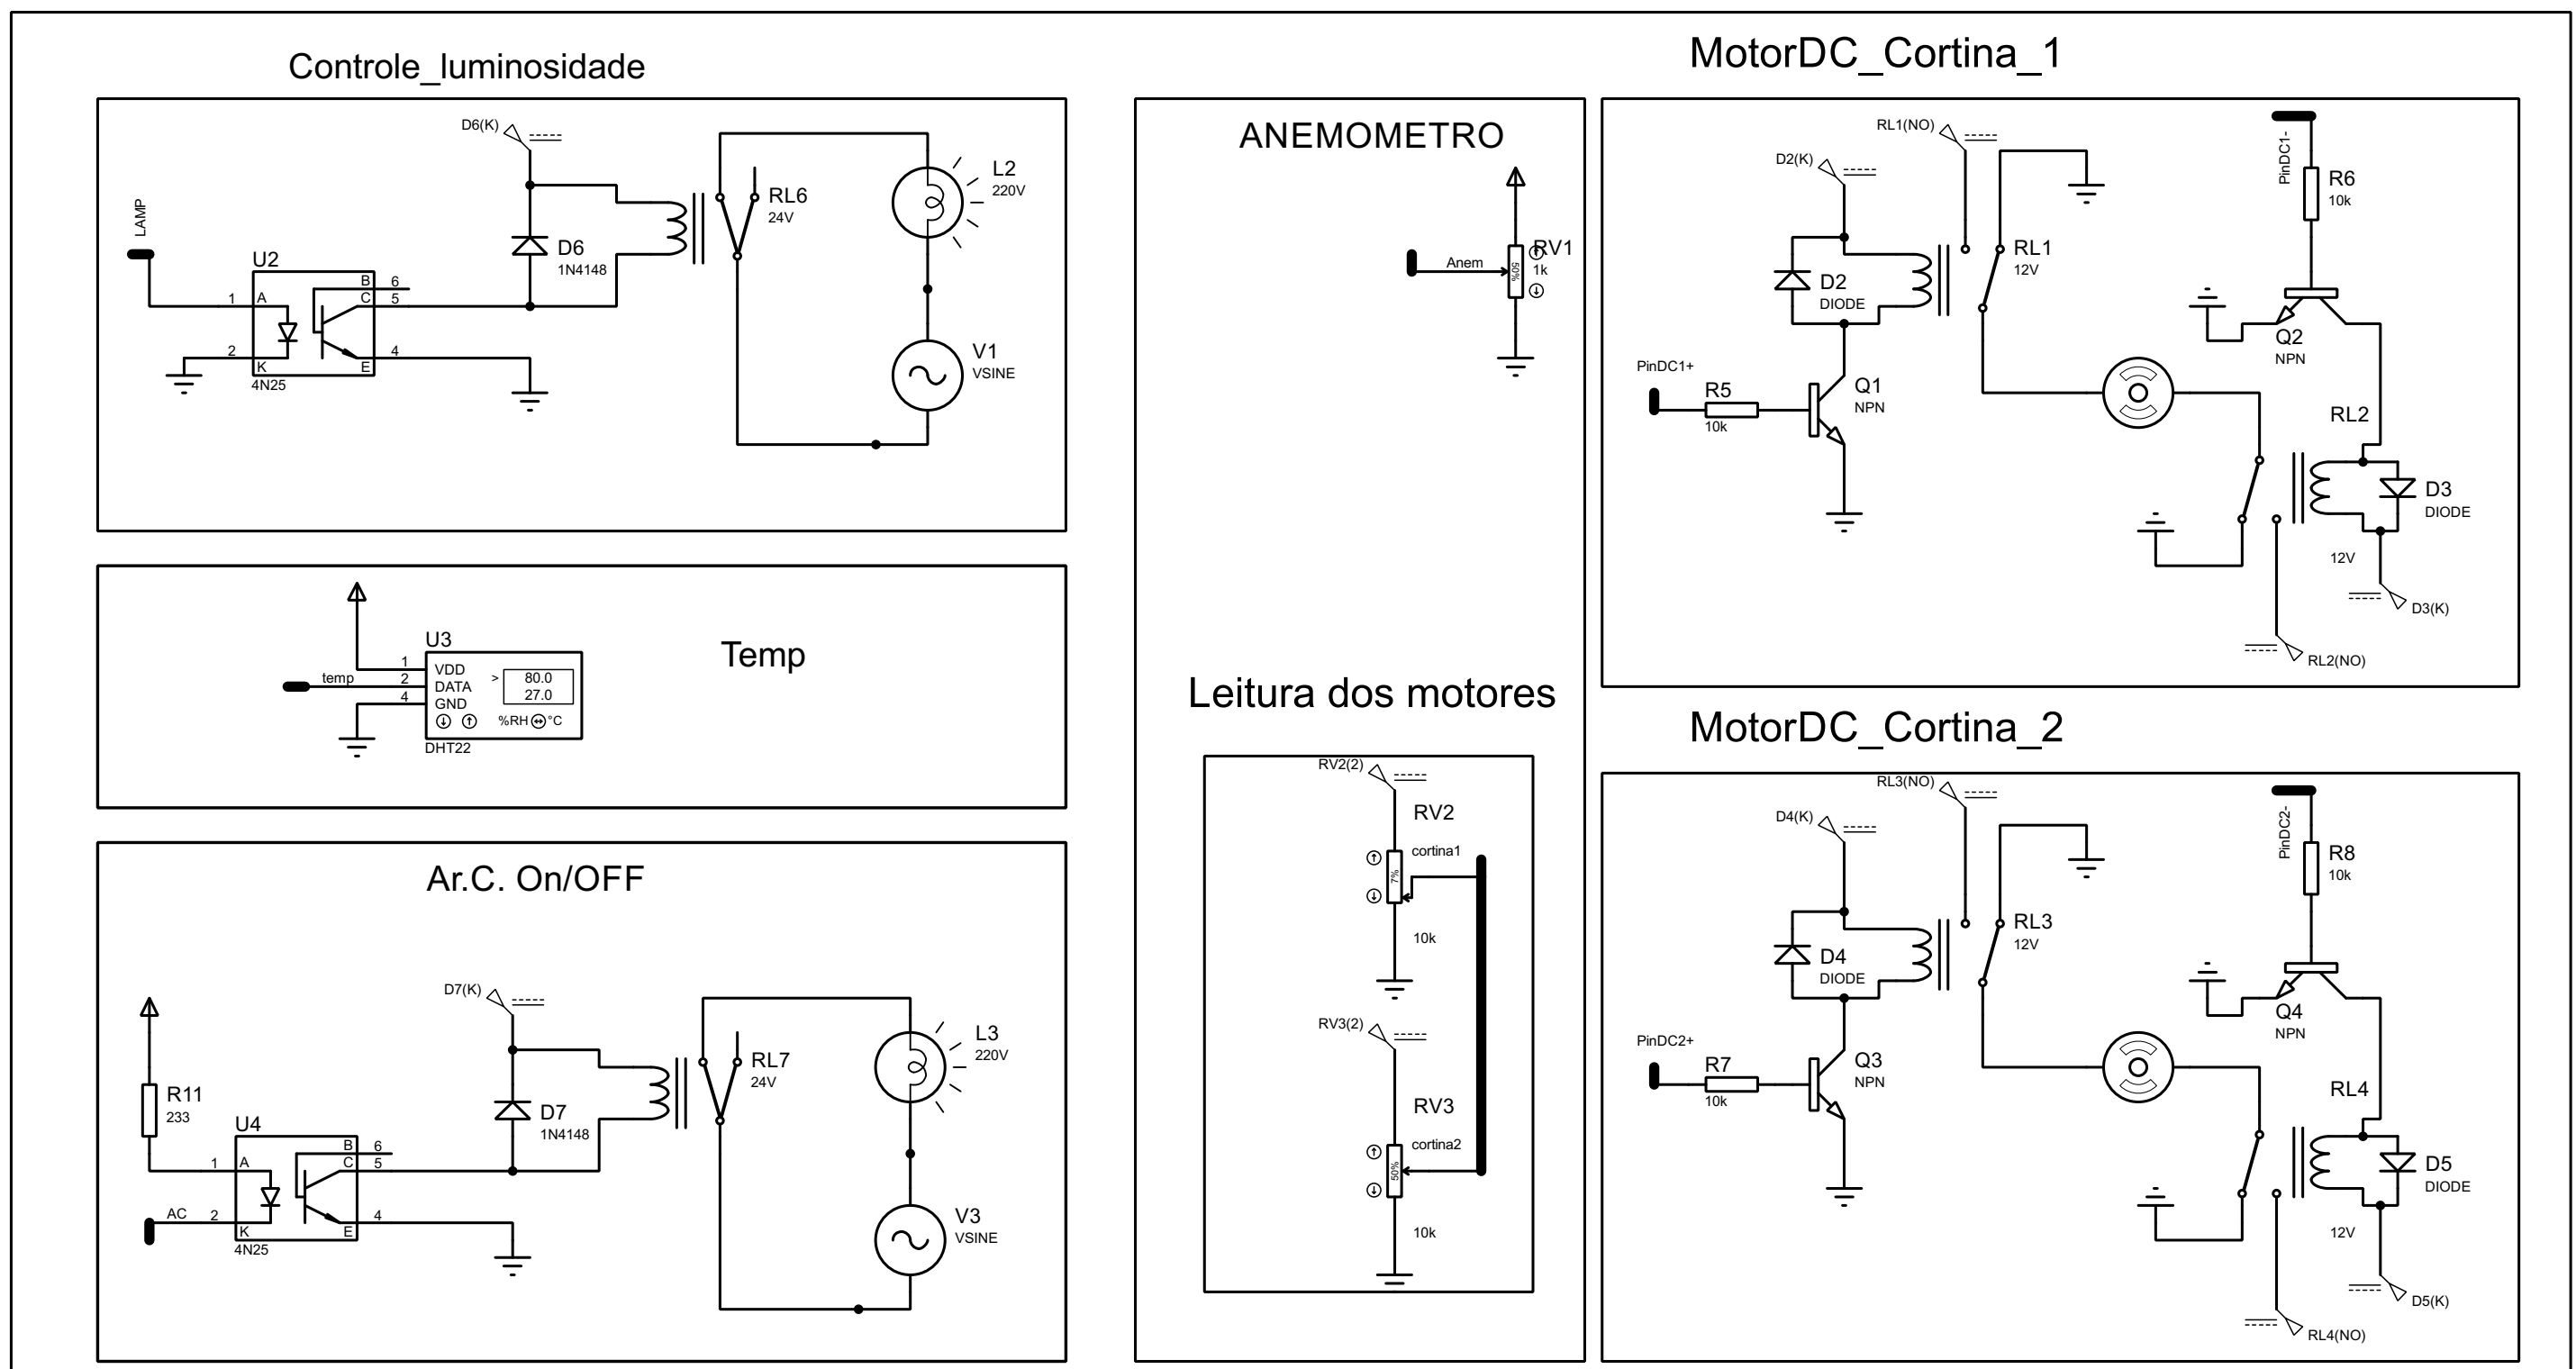 Controle_luminosidade
D6(K)
LAMP
U2
1
A
B
6
C
5
2
K
E
4
4N25
D6
1N4148
RL6
24V
L2
220V
V1
VSINE
Temp
U3
1
VDD
temp
2
DATA
4
GND
>
80.0
27.0
%RH
°C
DHT22
Ar.C. On/OFF
D7(K)
R11
233
U4
1
A
B
6
C
5
AC
2
K
E
4
4N25
D7
1N4148
RL7
24V
L3
220V
V3
VSINE
ANEMOMETRO
Anem
RV1
1k
50%
Leitura dos motores
RV2(2)
RV2
cortina1
7%
10k
RV3(2)
RV3
cortina2
50%
10k
MotorDC_Cortina_1
RL1(NO)
D2(K)
D2
DIODE
RL1
12V
PinDC1-
R6
10k
Q2
NPN
PinDC1+
R5
10k
Q1
NPN
RL2
D3
DIODE
12V
D3(K)
RL2(NO)
MotorDC_Cortina_2
RL3(NO)
D4(K)
D4
DIODE
RL3
12V
PinDC2-
R8
10k
Q4
NPN
PinDC2+
R7
10k
Q3
NPN
RL4
D5
DIODE
12V
D5(K)
RL4(NO)